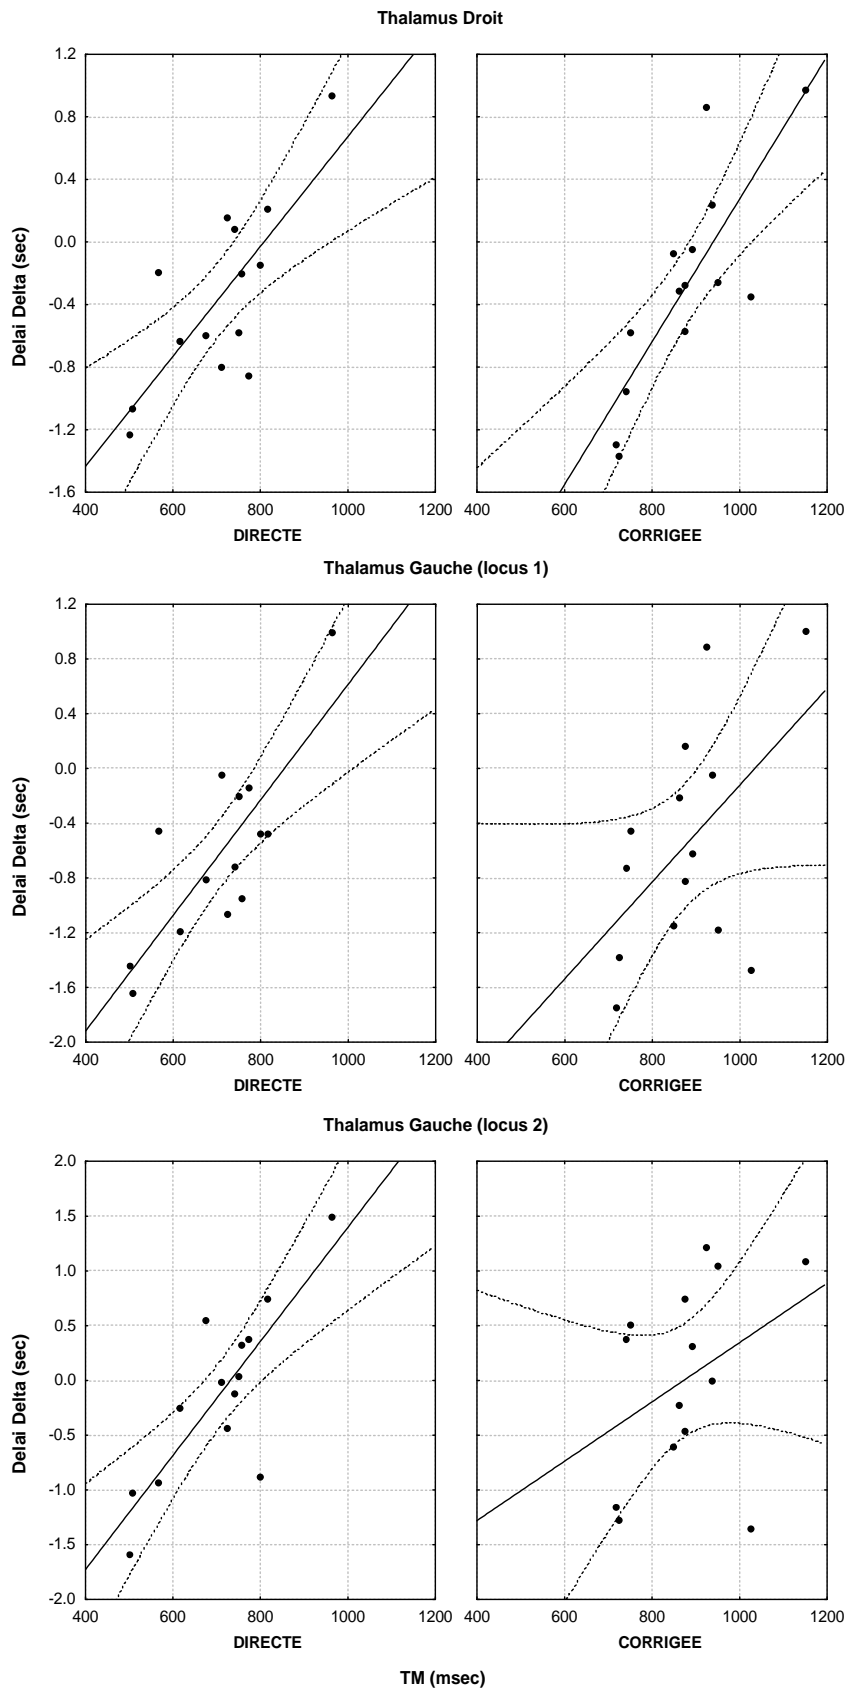 Thalamus Droit
1.2
0.8
0.4
0.0
-0.4
-0.8
-1.2
-1.6
Delai Delta (sec)
400 600 800 1000 1200 400 600 800 1000 1200
DIRECTE CORRIGEE
Thalamus Gauche (locus 1)
1.2
0.8
0.4
0.0
-0.4
-0.8
-1.2
-1.6
-2.0
Delai Delta (sec)
400 600 800 1000 1200 400 600 800 1000 1200
DIRECTE CORRIGEE
Thalamus Gauche (locus 2)
2.0
1.5
1.0
0.5
0.0
-0.5
-1.0
-1.5
-2.0
Delai Delta (sec)
400 600 800 1000 1200 400 600 800 1000 1200
DIRECTE CORRIGEE
TM (msec)